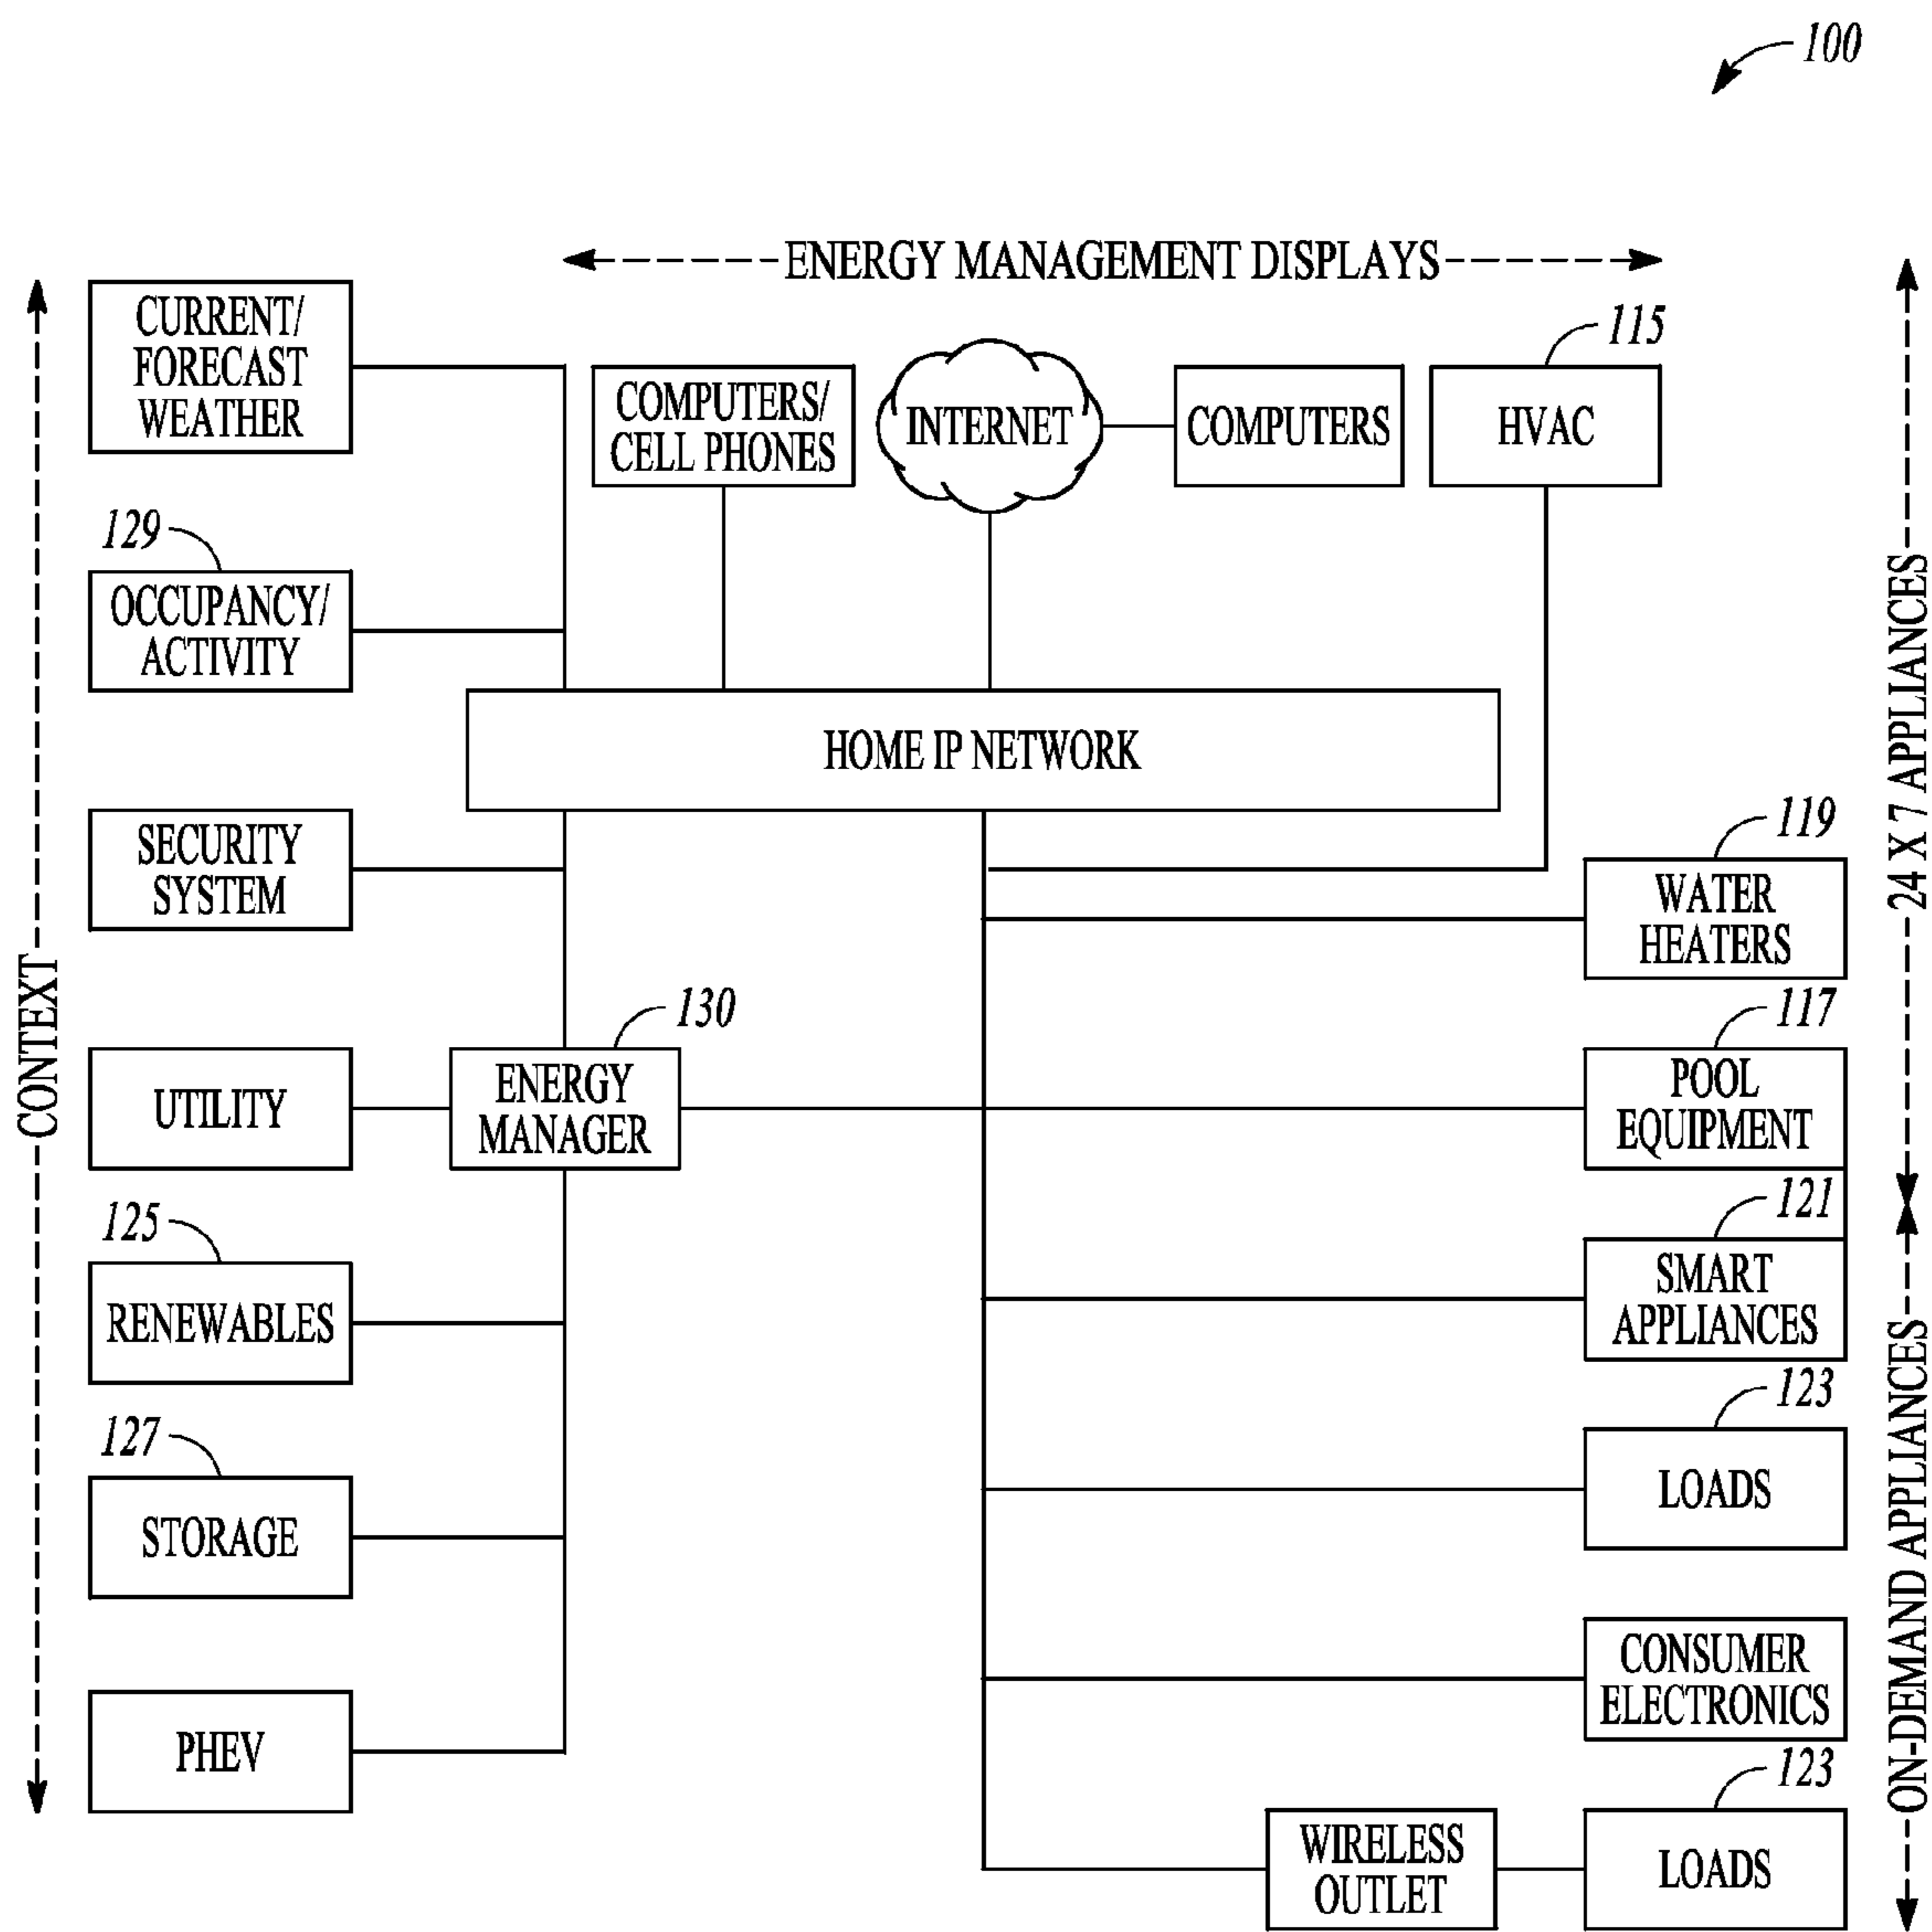 100
ENERGY MANAGEMENT DISPLAYS
CURRENT/
FORECAST
WEATHER
COMPUTERS/
CELL PHONES
INTERNET
COMPUTERS
115
HVAC
129
OCCUPANCY/
ACTIVITY
HOME IP NETWORK
SECURITY
SYSTEM
119
WATER
HEATERS
24 X 7 APPLIANCES
CONTEXT
UTILITY
130
ENERGY
MANAGER
117
POOL
EQUIPMENT
125
RENEWABLES
121
SMART
APPLIANCES
127
STORAGE
123
LOADS
ON-DEMAND APPLIANCES
PHEV
CONSUMER
ELECTRONICS
WIRELESS
OUTLET
123
LOADS